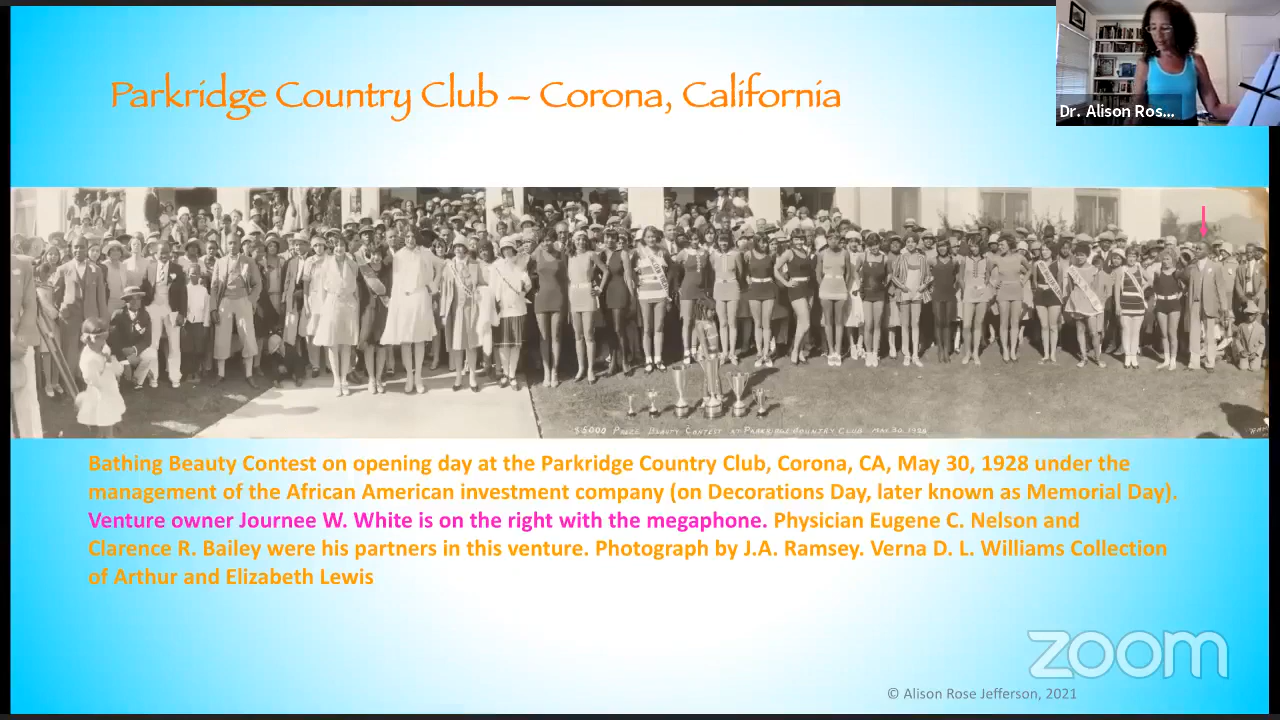 Parkridge Country Club – Corona, California
Dr. Alison Ros...
$5000 Prize Beauty Contest at Parkridge Country Club May 30, 1928
Bathing Beauty Contest on opening day at the Parkridge Country Club, Corona, CA, May 30, 1928 under the
management of the African American investment company (on Decorations Day, later known as Memorial Day).
Venture owner Journee W. White is on the right with the megaphone. Physician Eugene C. Nelson and
Clarence R. Bailey were his partners in this venture. Photograph by J.A. Ramsey. Verna D. L. Williams Collection
of Arthur and Elizabeth Lewis
zoom
© Alison Rose Jefferson, 2021